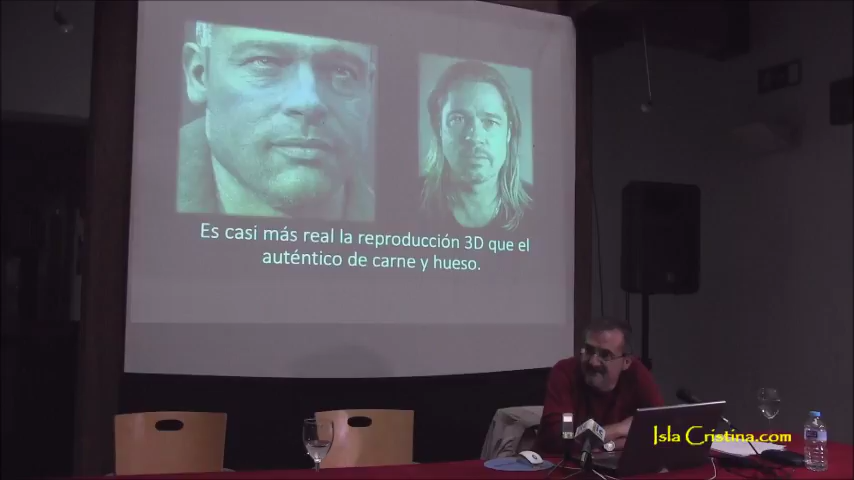 Es casi más real la reproducción 3D que el
auténtico de carne y hueso.
Isla Cristina.com